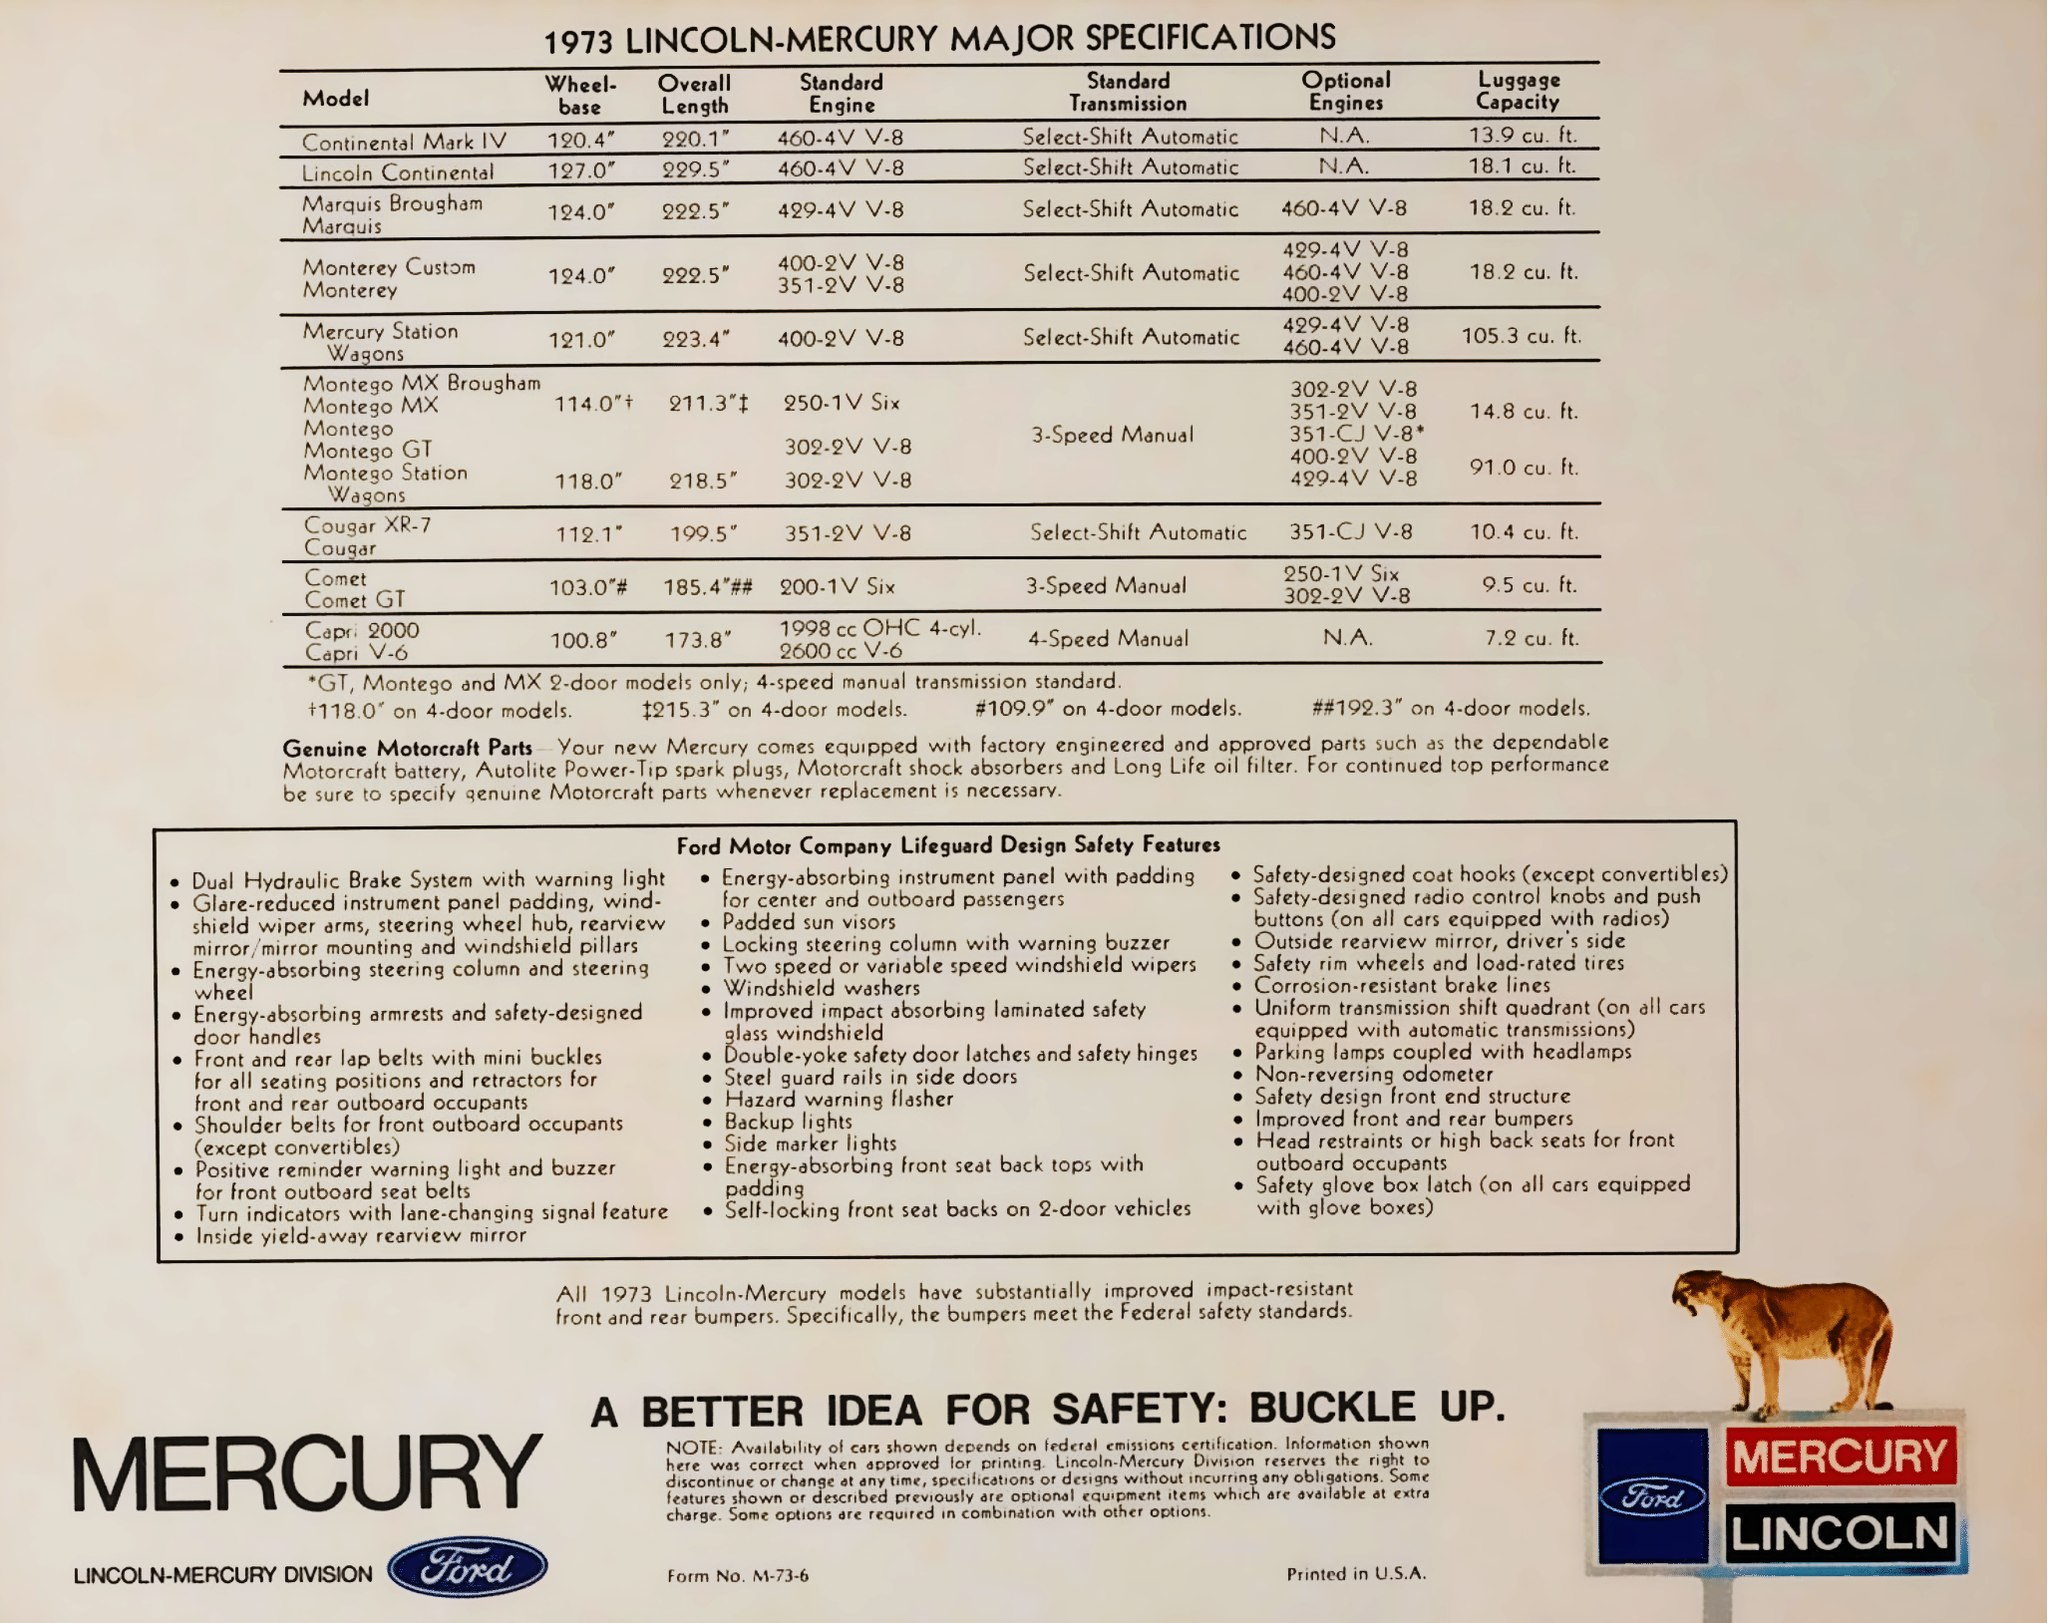 1973 LINCOLN-MERCURY MAJOR SPECIFICATIONS
Model Wheel-base Overall Length Standard Engine Standard Transmission Optional Engines Luggage Capacity
Continental Mark IV 120.4" 220.1" 460-4V V-8 Select-Shift Automatic N.A. 13.9 cu. ft.
Lincoln Continental 127.0" 229.5" 460-4V V-8 Select-Shift Automatic N.A. 18.1 cu. ft.
Marquis Brougham
Marquis 124.0" 222.5" 429-4V V-8 Select-Shift Automatic 460-4V V-8 18.2 cu. ft.
429-4V V-8
Monterey Custom 400-2V V-8
124.0" 222.5" Select-Shift Automatic 460-4V V-8 18.2 cu. ft.
Monterey 351-2V V-8
400-2V V-8
Mercury Station 429-4V V-8
121.0" 223.4" 400-2V V-8 Select-Shift Automatic 105.3 cu. ft.
Wagons 460-4V V-8
Montego MX Brougham 302-2V V-8
Montego MX 114.0"† 211.3"‡ 250-1V Six 351-2V V-8 14.8 cu. ft.
Montego 3-Speed Manual 351-CJ V-8*
Montego GT 302-2V V-8 400-2V V-8
Montego Station 118.0" 218.5" 302-2V V-8 429-4V V-8 91.0 cu. ft.
Wagons
Cougar XR-7
Cougar 112.1" 199.5" 351-2V V-8 Select-Shift Automatic 351-CJ V-8 10.4 cu. ft.
Comet 250-1V Six
103.0"# 185.4"## 200-1V Six 3-Speed Manual 9.5 cu. ft.
Comet GT 302-2V V-8
Capri 2000 1998 cc OHC 4-cyl.
100.8" 173.8" 4-Speed Manual N.A. 7.2 cu. ft.
Capri V-6 2600 cc V-6
*GT, Montego and MX 2-door models only; 4-speed manual transmission standard.
†118.0" on 4-door models. ‡215.3" on 4-door models. #109.9" on 4-door models. ##192.3" on 4-door models.
Genuine Motorcraft Parts—Your new Mercury comes equipped with factory engineered and approved parts such as the dependable
Motorcraft battery, Autolite Power-Tip spark plugs, Motorcraft shock absorbers and Long Life oil filter. For continued top performance
be sure to specify genuine Motorcraft parts whenever replacement is necessary.
Ford Motor Company Lifeguard Design Safety Features
• Dual Hydraulic Brake System with warning light
• Glare-reduced instrument panel padding, wind-
shield wiper arms, steering wheel hub, rearview
mirror/mirror mounting and windshield pillars
• Energy-absorbing steering column and steering
wheel
• Energy-absorbing armrests and safety-designed
door handles
• Front and rear lap belts with mini buckles
for all seating positions and retractors for
front and rear outboard occupants
• Shoulder belts for front outboard occupants
(except convertibles)
• Positive reminder warning light and buzzer
for front outboard seat belts
• Turn indicators with lane-changing signal feature
• Inside yield-away rearview mirror
• Energy-absorbing instrument panel with padding
for center and outboard passengers
• Padded sun visors
• Locking steering column with warning buzzer
• Two speed or variable speed windshield wipers
• Windshield washers
• Improved impact absorbing laminated safety
glass windshield
• Double-yoke safety door latches and safety hinges
• Steel guard rails in side doors
• Hazard warning flasher
• Backup lights
• Side marker lights
• Energy-absorbing front seat back tops with
padding
• Self-locking front seat backs on 2-door vehicles
• Safety-designed coat hooks (except convertibles)
• Safety-designed radio control knobs and push
buttons (on all cars equipped with radios)
• Outside rearview mirror, driver's side
• Safety rim wheels and load-rated tires
• Corrosion-resistant brake lines
• Uniform transmission shift quadrant (on all cars
equipped with automatic transmissions)
• Parking lamps coupled with headlamps
• Non-reversing odometer
• Safety design front end structure
• Improved front and rear bumpers
• Head restraints or high back seats for front
outboard occupants
• Safety glove box latch (on all cars equipped
with glove boxes)
All 1973 Lincoln-Mercury models have substantially improved impact-resistant
front and rear bumpers. Specifically, the bumpers meet the Federal safety standards.
A BETTER IDEA FOR SAFETY: BUCKLE UP.
NOTE: Availability of cars shown depends on federal emissions certification. Information shown
here was correct when approved for printing. Lincoln-Mercury Division reserves the right to
discontinue or change at any time, specifications or designs without incurring any obligations. Some
features shown or described previously are optional equipment items which are available at extra
charge. Some options are required in combination with other options.
MERCURY
LINCOLN-MERCURY DIVISION Ford
Form No. M-73-6
Printed in U.S.A.
Ford
MERCURY
LINCOLN